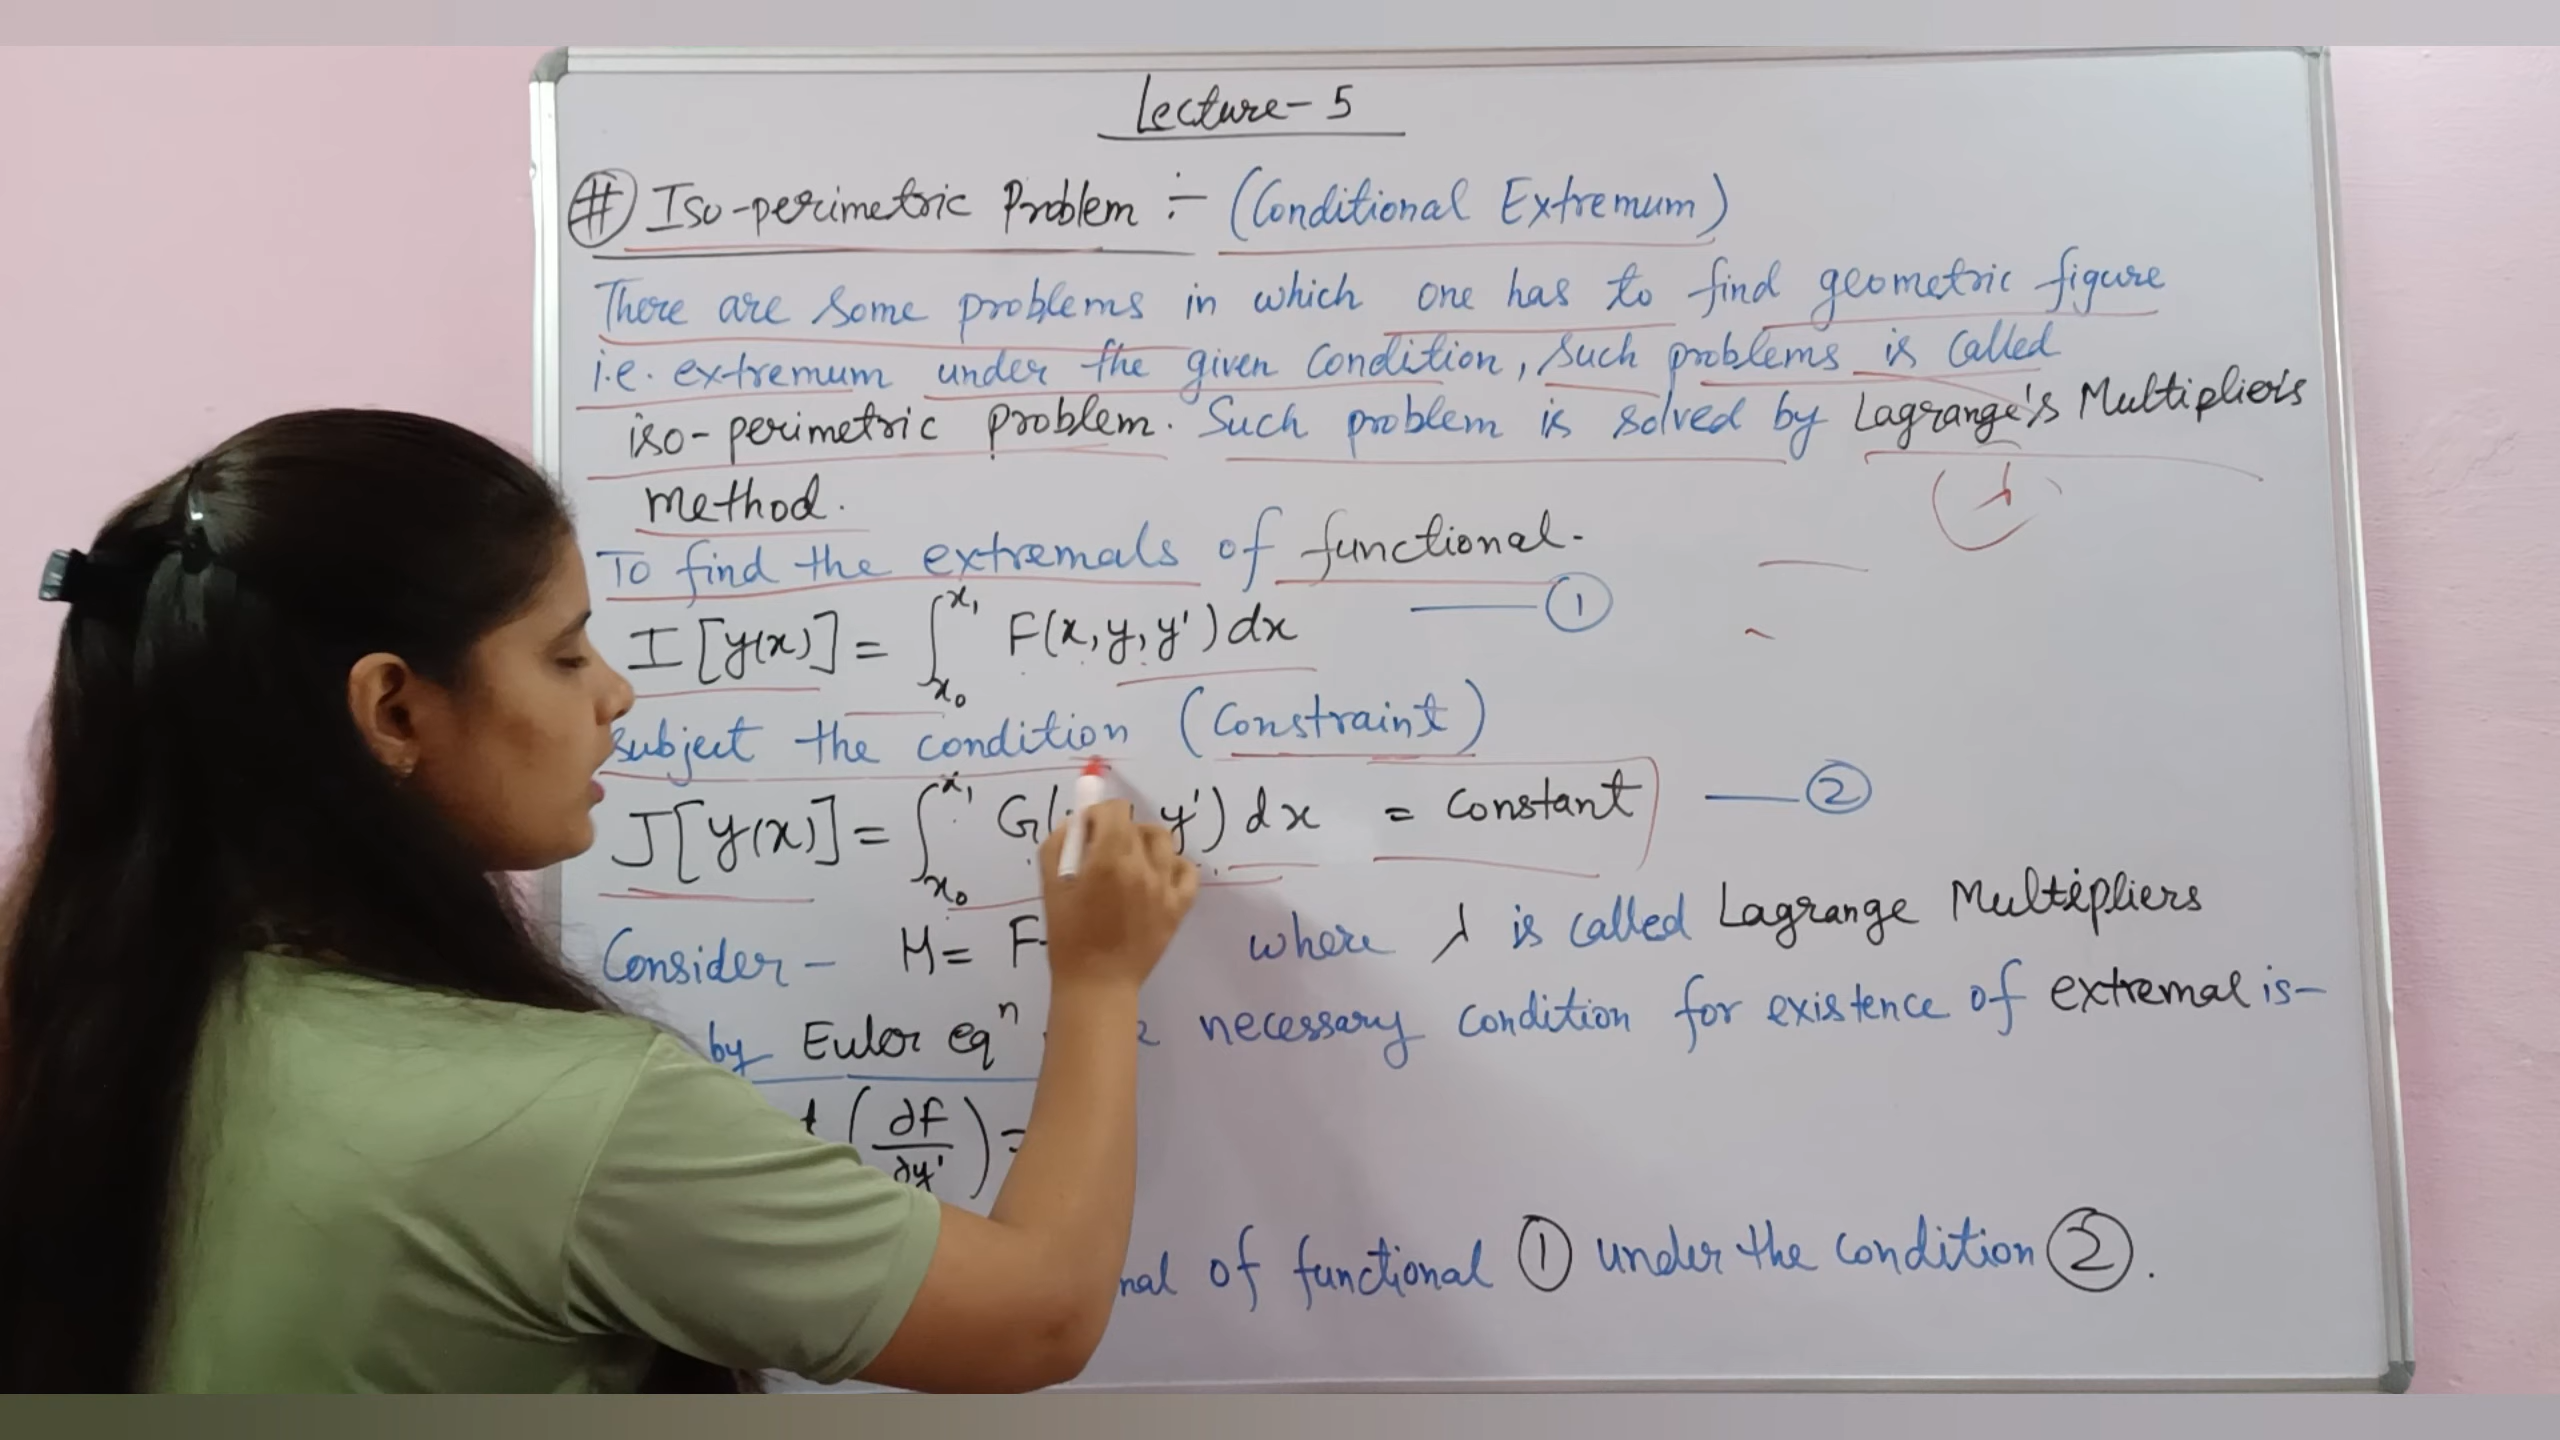 Lecture-5
# Iso-perimetric Problem :- (Conditional Extremum)
There are some problems in which one has to find geometric figure
i.e. extremum under the given condition, such problems is called
iso-perimetric problem. Such problem is solved by Lagrange's Multipliers
method.
λ
To find the extremals of functional.
I[y(x)] = ∫_{x₀}^{x₁} F(x, y, y') dx —— ①
Subject the condition (Constraint)
J[y(x)] = ∫_{x₀}^{x₁} G( y') dx = Constant —— ②
Consider - H = F where λ is called Lagrange Multipliers
by Euler eqⁿ necessary condition for existence of extremal is-
(∂f/∂y') =
nal of functional ① under the condition ②.